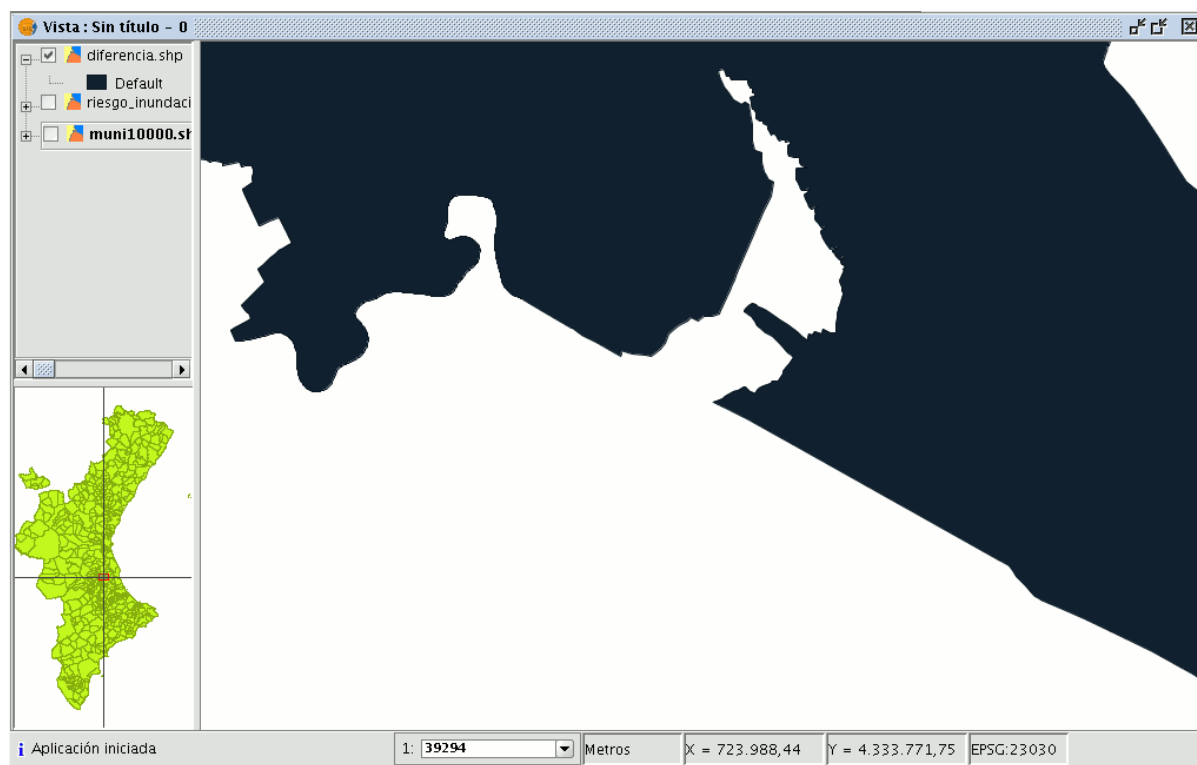 Vista : Sin título - 0
diferencia.shp
Default
riesgo_inundaci
muni10000.sh
Aplicación iniciada
1: 39294
Metros
X = 723.988,44
Y = 4.333.771,75
EPSG:23030